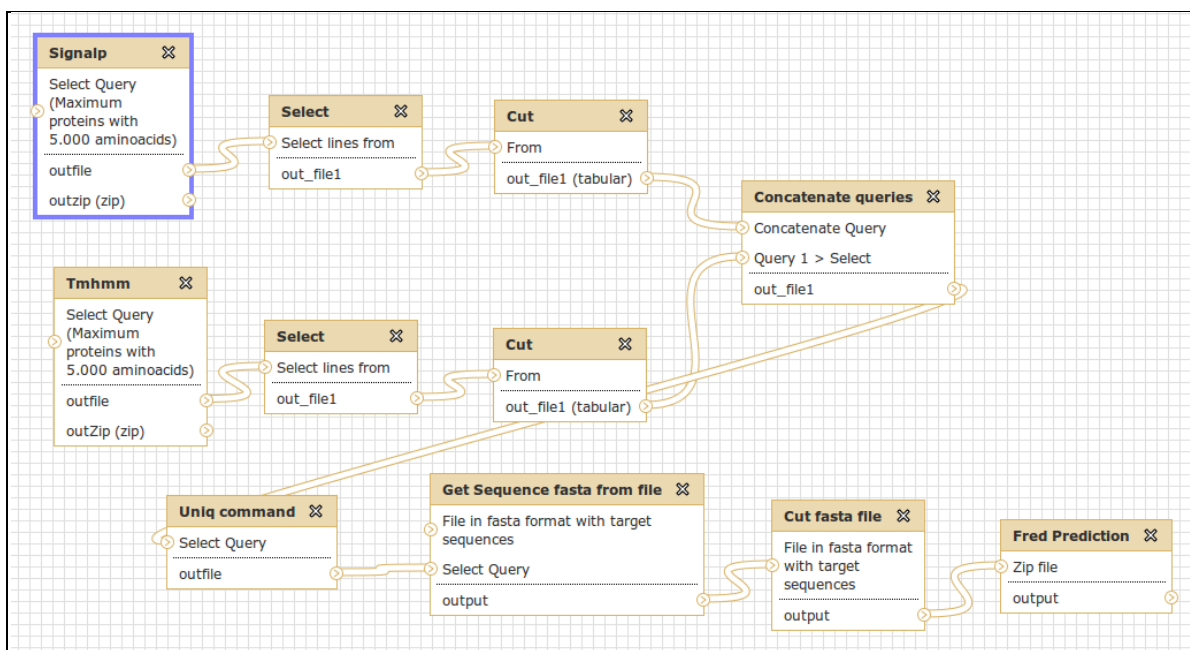 Signalp
Select Query
(Maximum
proteins with
5.000 aminoacids)
outfile
outzip (zip)
Select
Select lines from
out_file1
Cut
From
out_file1 (tabular)
Concatenate queries
Concatenate Query
Query 1 > Select
out_file1
Tmhmm
Select Query
(Maximum
proteins with
5.000 aminoacids)
outfile
outZip (zip)
Select
Select lines from
out_file1
Cut
From
out_file1 (tabular)
Uniq command
Select Query
outfile
Get Sequence fasta from file
File in fasta format with target
sequences
Select Query
output
Cut fasta file
File in fasta format
with target
sequences
output
Fred Prediction
Zip file
output